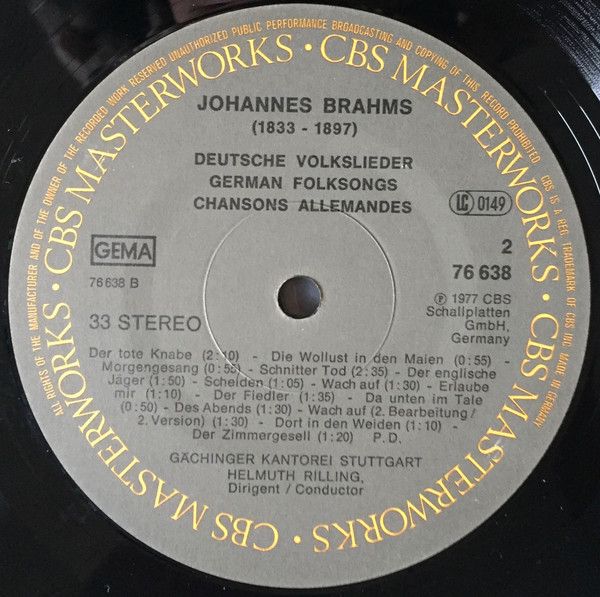 ALL RIGHTS OF THE MANUFACTURER AND OF THE OWNER OF THE RECORDED WORK RESERVED UNAUTHORIZED PUBLIC PERFORMANCE BROADCASTING AND COPYING OF THIS RECORD PROHIBITED CBS IS A REG. TRADEMARK OF CBS INC. MADE IN GERMANY
CBS MASTERWORKS · CBS MASTERWORKS · CBS MASTERWORKS · CBS MASTERWORKS ·
JOHANNES BRAHMS
(1833 - 1897)
DEUTSCHE VOLKSLIEDER
GERMAN FOLKSONGS
CHANSONS ALLEMANDES
LC 0149
GEMA
2
76 638 B
76 638
33 STEREO
℗ 1977 CBS
Schallplatten
GmbH,
Germany
Der tote Knabe (2:10) - Die Wollust in den Maien (0:55) -
Morgengesang (0:55) - Schnitter Tod (2:35) - Der englische
Jäger (1:50) - Scheiden (1:05) - Wach auf (1:30) - Erlaube
mir (1:10) - Der Fiedler (1:35) - Da unten im Tale
(0:50) - Des Abends (1:30) - Wach auf (2. Bearbeitung/
2. Version) (1:30) - Dort in den Weiden (1:10) -
Der Zimmergesell (1:20) P.D.
GÄCHINGER KANTOREI STUTTGART
HELMUTH RILLING,
Dirigent / Conductor